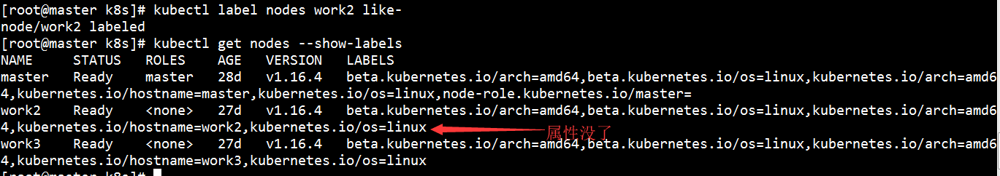 [root@master k8s]# kubectl label nodes work2 like-
node/work2 labeled
[root@master k8s]# kubectl get nodes --show-labels
NAME STATUS ROLES AGE VERSION LABELS
master Ready master 28d v1.16.4 beta.kubernetes.io/arch=amd64,beta.kubernetes.io/os=linux,kubernetes.io/arch=amd6
4,kubernetes.io/hostname=master,kubernetes.io/os=linux,node-role.kubernetes.io/master=
work2 Ready <none> 27d v1.16.4 beta.kubernetes.io/arch=amd64,beta.kubernetes.io/os=linux,kubernetes.io/arch=amd6
4,kubernetes.io/hostname=work2,kubernetes.io/os=linux 属性没了
work3 Ready <none> 27d v1.16.4 beta.kubernetes.io/arch=amd64,beta.kubernetes.io/os=linux,kubernetes.io/arch=amd6
4,kubernetes.io/hostname=work3,kubernetes.io/os=linux
[root@master k8s]#